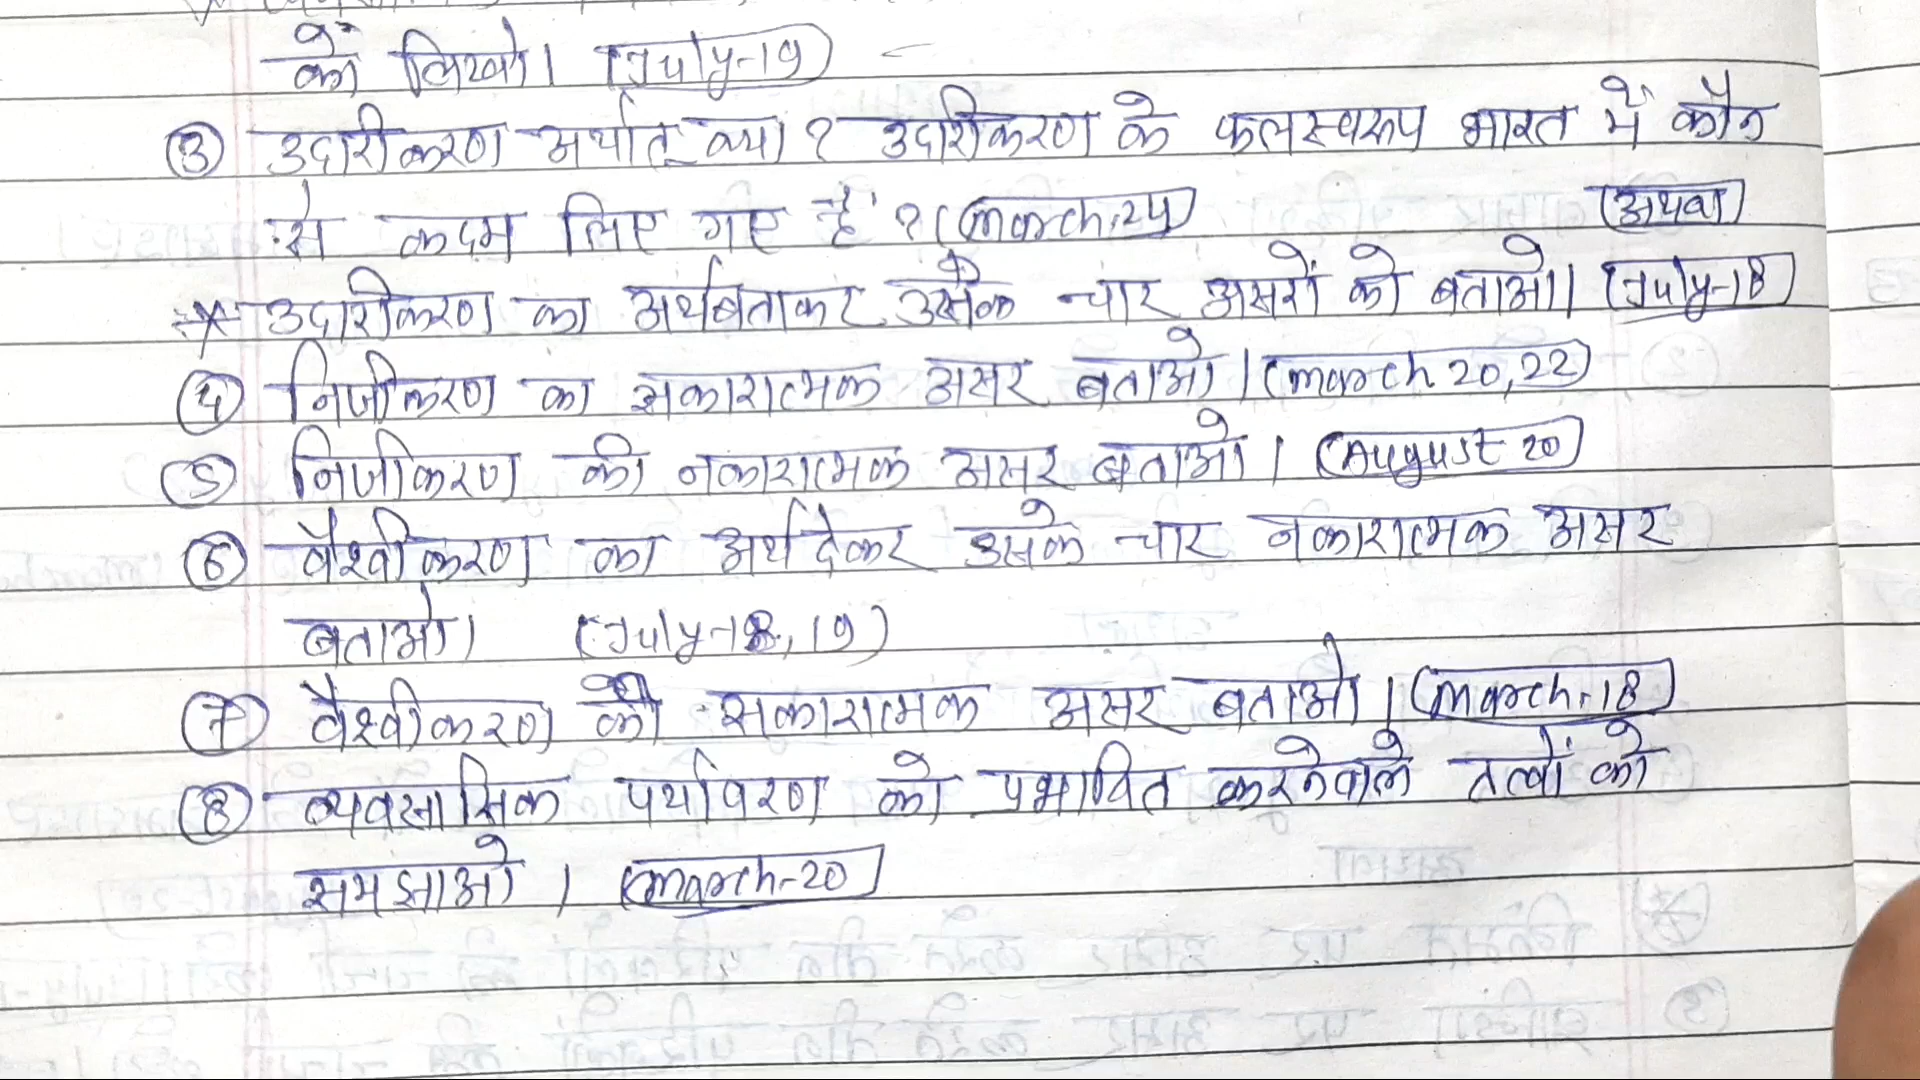 को लिखो। (July-19)
③ उदारीकरण अर्थात् क्या ? उदारीकरण के फलस्वरूप भारत में कौन
से कदम लिए गए हैं ? (march-24) (अथवा)
* उदारीकरण का अर्थ बताकर उसके चार असरों को बताओ। (July-18)
④ निजीकरण का सकारात्मक असर बताओ। (march 20,22)
⑤ निजीकरण की नकारात्मक असर बताओ। (August 20)
⑥ वैश्वीकरण का अर्थ देकर उसके चार नकारात्मक असर
बताओ। (July-18, 19)
⑦ वैश्वीकरण की सकारात्मक असर बताओ। (march-18)
⑧ व्यवसायिक पर्यावरण को प्रभावित करनेवाले तत्वों को
समझाओ। (march-20)